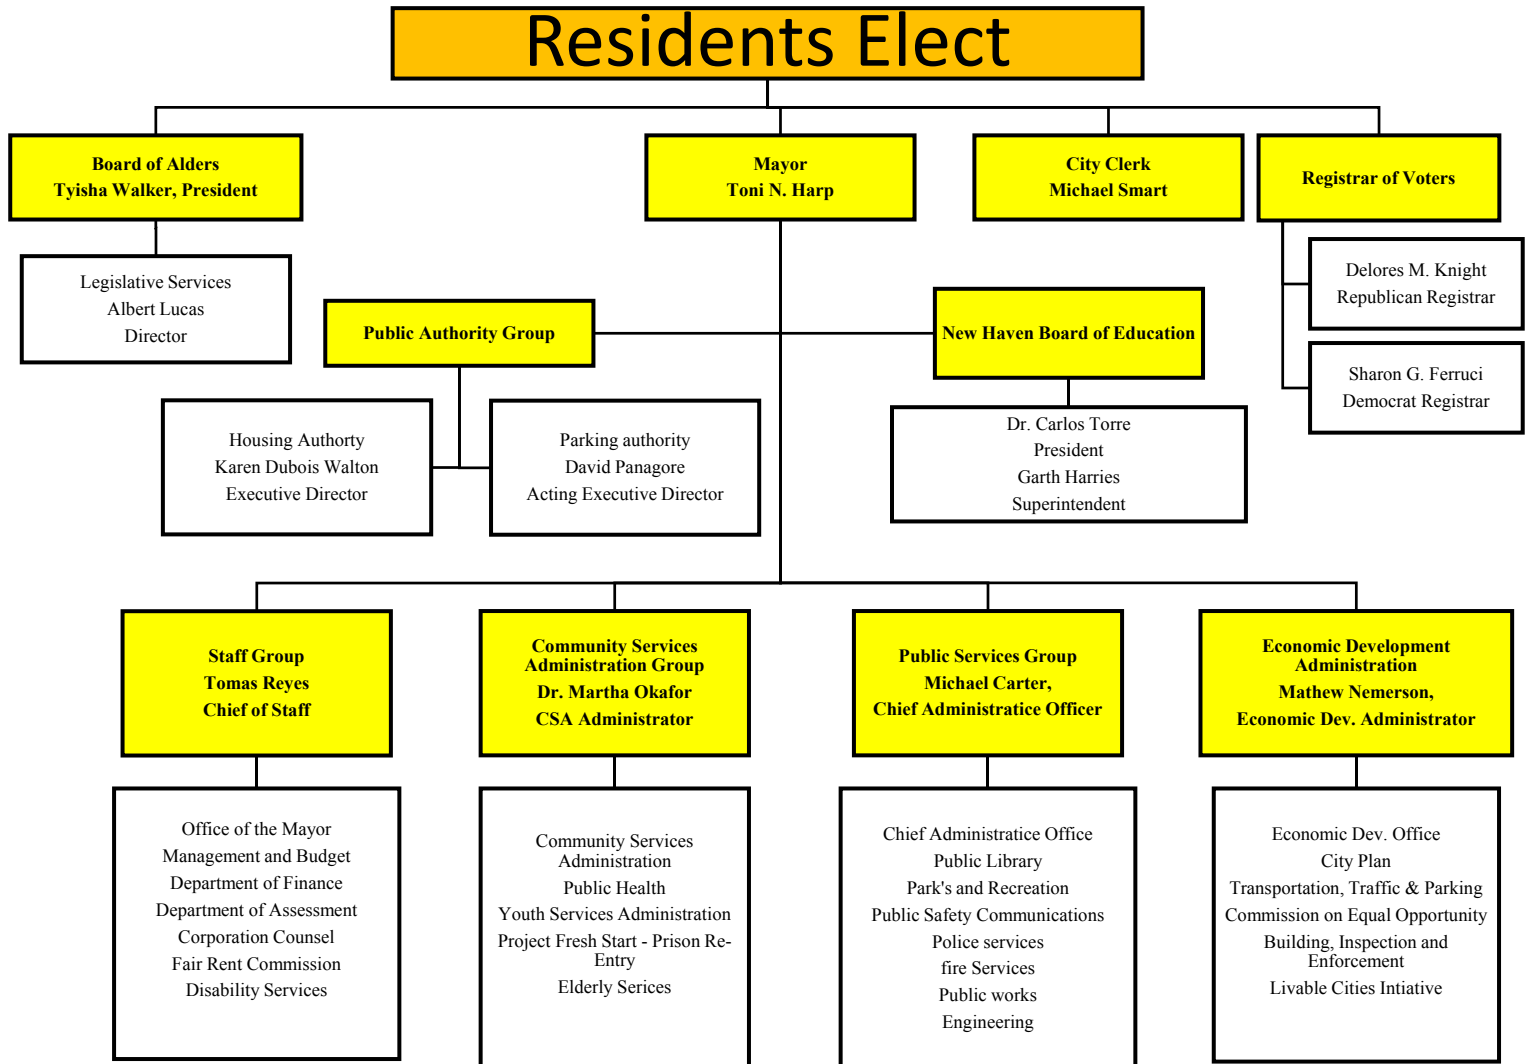 Residents Elect
Board of Alders
Tyisha Walker, President
Mayor
Toni N. Harp
City Clerk
Michael Smart
Registrar of Voters
Legislative Services
Albert Lucas
Director
Delores M. Knight
Republican Registrar
Sharon G. Ferruci
Democrat Registrar
Public Authority Group
New Haven Board of Education
Housing Authorty
Karen Dubois Walton
Executive Director
Parking authority
David Panagore
Acting Executive Director
Dr. Carlos Torre
President
Garth Harries
Superintendent
Staff Group
Tomas Reyes
Chief of Staff
Community Services
Administration Group
Dr. Martha Okafor
CSA Administrator
Public Services Group
Michael Carter,
Chief Administratice Officer
Economic Development
Administration
Mathew Nemerson,
Economic Dev. Administrator
Office of the Mayor
Management and Budget
Department of Finance
Department of Assessment
Corporation Counsel
Fair Rent Commission
Disability Services
Community Services
Administration
Public Health
Youth Services Administration
Project Fresh Start - Prison Re-
Entry
Elderly Serices
Chief Administratice Office
Public Library
Park's and Recreation
Public Safety Communications
Police services
fire Services
Public works
Engineering
Economic Dev. Office
City Plan
Transportation, Traffic & Parking
Commission on Equal Opportunity
Building, Inspection and
Enforcement
Livable Cities Intiative